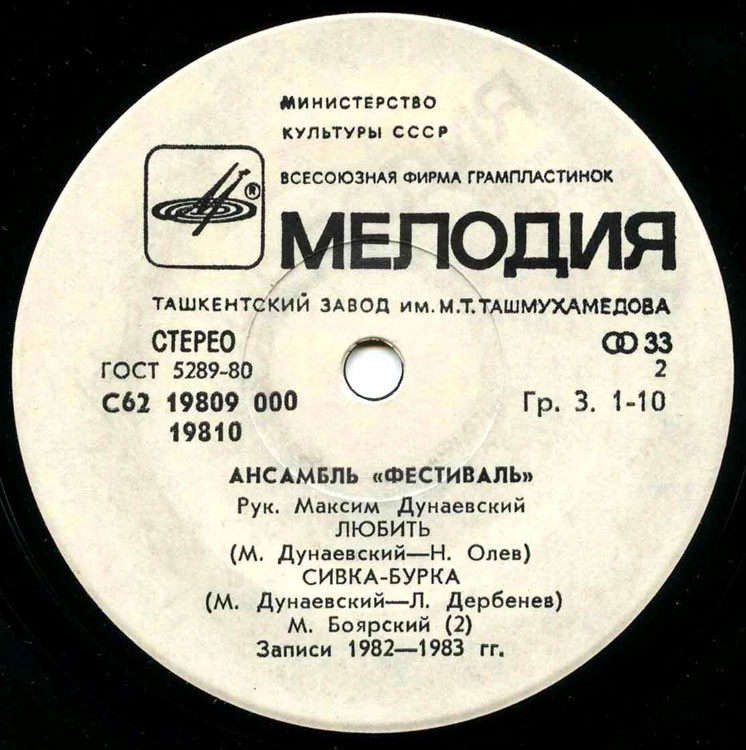 МИНИСТЕРСТВО
КУЛЬТУРЫ СССР
ВСЕСОЮЗНАЯ ФИРМА ГРАМПЛАСТИНОК
®
МЕЛОДИЯ
ТАШКЕНТСКИЙ ЗАВОД им. М.Т. ТАШМУХАМЕДОВА
СТЕРЕО 33
ГОСТ 5289-80 2
С62 19809 000 Гр. 3. 1-10
19810
АНСАМБЛЬ «ФЕСТИВАЛЬ»
Рук. Максим Дунаевский
ЛЮБИТЬ
(М. Дунаевский—Н. Олев)
СИВКА-БУРКА
(М. Дунаевский—Л. Дербенев)
М. Боярский (2)
Записи 1982—1983 гг.